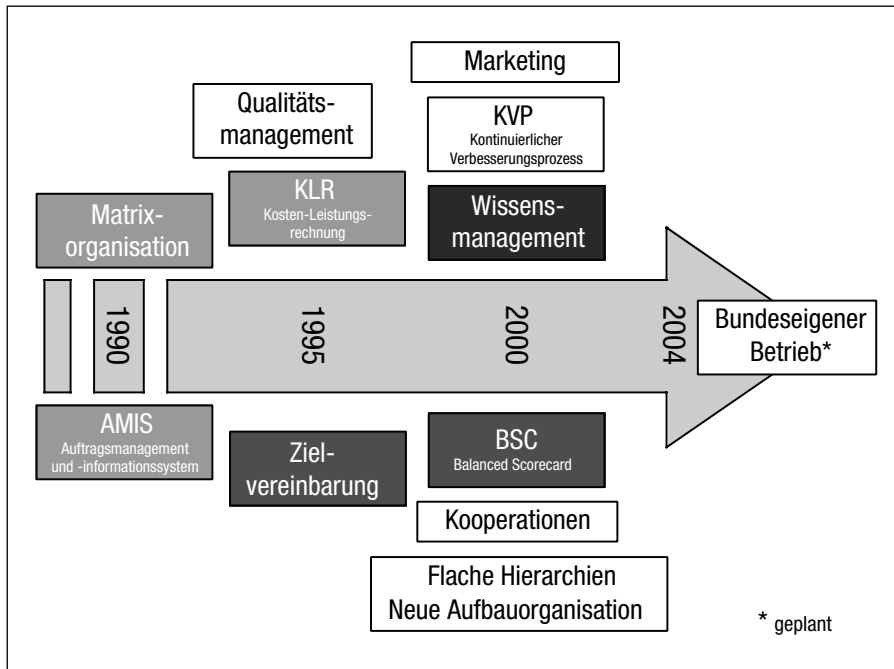 Marketing
Qualitäts-
management
KVP
Kontinuierlicher
Verbesserungsprozess
KLR
Kosten-Leistungs-
rechnung
Matrix-
organisation
Wissens-
management
1990
1995
2000
2004
Bundeseigener
Betrieb*
AMIS
Auftragsmanagement
und -informationssystem
Ziel-
vereinbarung
BSC
Balanced Scorecard
Kooperationen
Flache Hierarchien
Neue Aufbauorganisation
* geplant